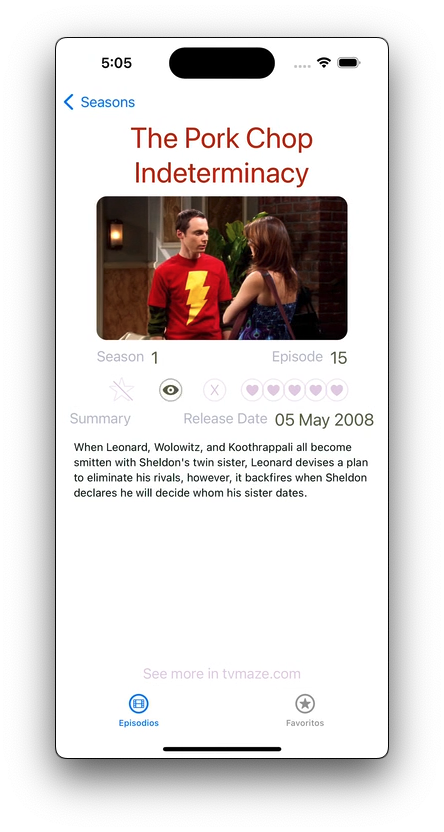 5:05
Seasons
The Pork Chop
Indeterminacy
Season 1 Episode 15
X
Summary Release Date 05 May 2008
When Leonard, Wolowitz, and Koothrappali all become
smitten with Sheldon's twin sister, Leonard devises a plan
to eliminate his rivals, however, it backfires when Sheldon
declares he will decide whom his sister dates.
See more in tvmaze.com
Episodios Favoritos